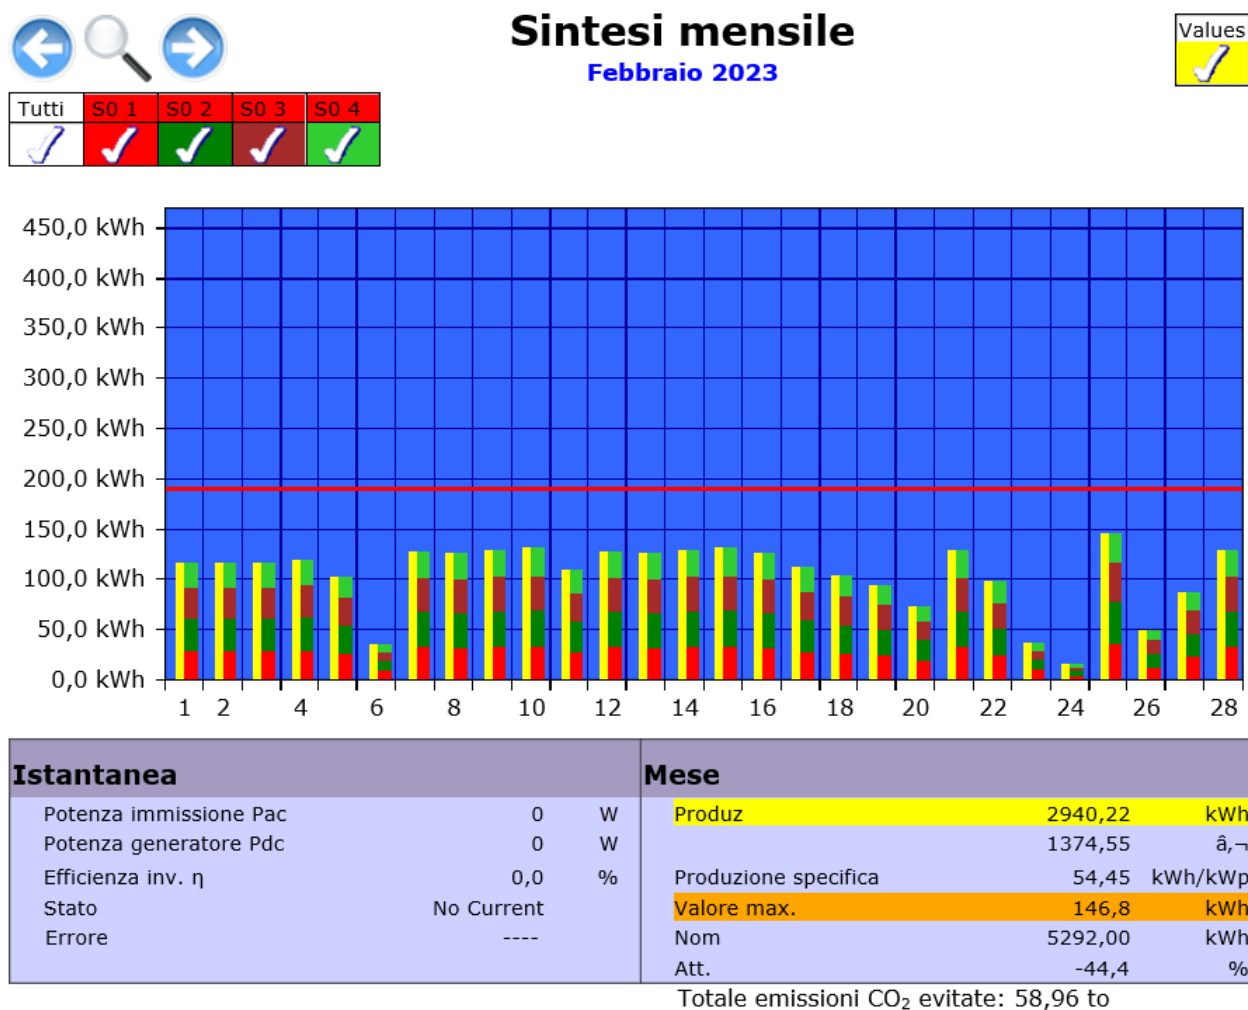 Sintesi mensile
Values
Febbraio 2023
Tutti S0 1 S0 2 S0 3 S0 4
450,0 kWh
400,0 kWh
350,0 kWh
300,0 kWh
250,0 kWh
200,0 kWh
150,0 kWh
100,0 kWh
50,0 kWh
0,0 kWh
1 2 4 6 8 10 12 14 16 18 20 22 24 26 28
Istantanea
Potenza immissione Pac 0 W
Potenza generatore Pdc 0 W
Efficienza inv. η 0,0 %
Stato No Current
Errore ----
Mese
Produz 2940,22 kWh
1374,55 â‚¬
Produzione specifica 54,45 kWh/kWp
Valore max. 146,8 kWh
Nom 5292,00 kWh
Att. -44,4 %
Totale emissioni CO₂ evitate: 58,96 to